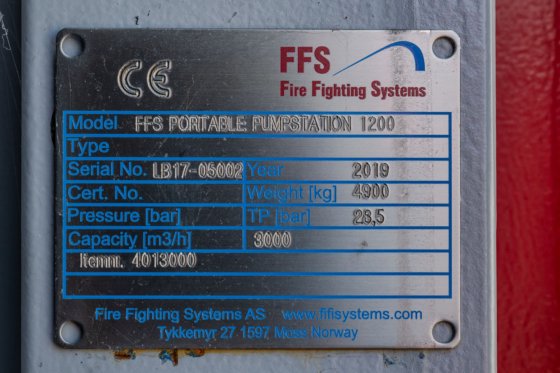 CE
FFS
Fire Fighting Systems
Model FFS PORTABLE PUMPSTATION 1200
Type
Serial No. LB17-05002 Year 2019
Cert. No. Weight [kg] 4900
Pressure [bar] TP [bar] 28,5
Capacity [m3/h] 3000
Itemnr. 4013000
Fire Fighting Systems AS www.fifisystems.com
Tykkemyr 27 1597 Moss Norway